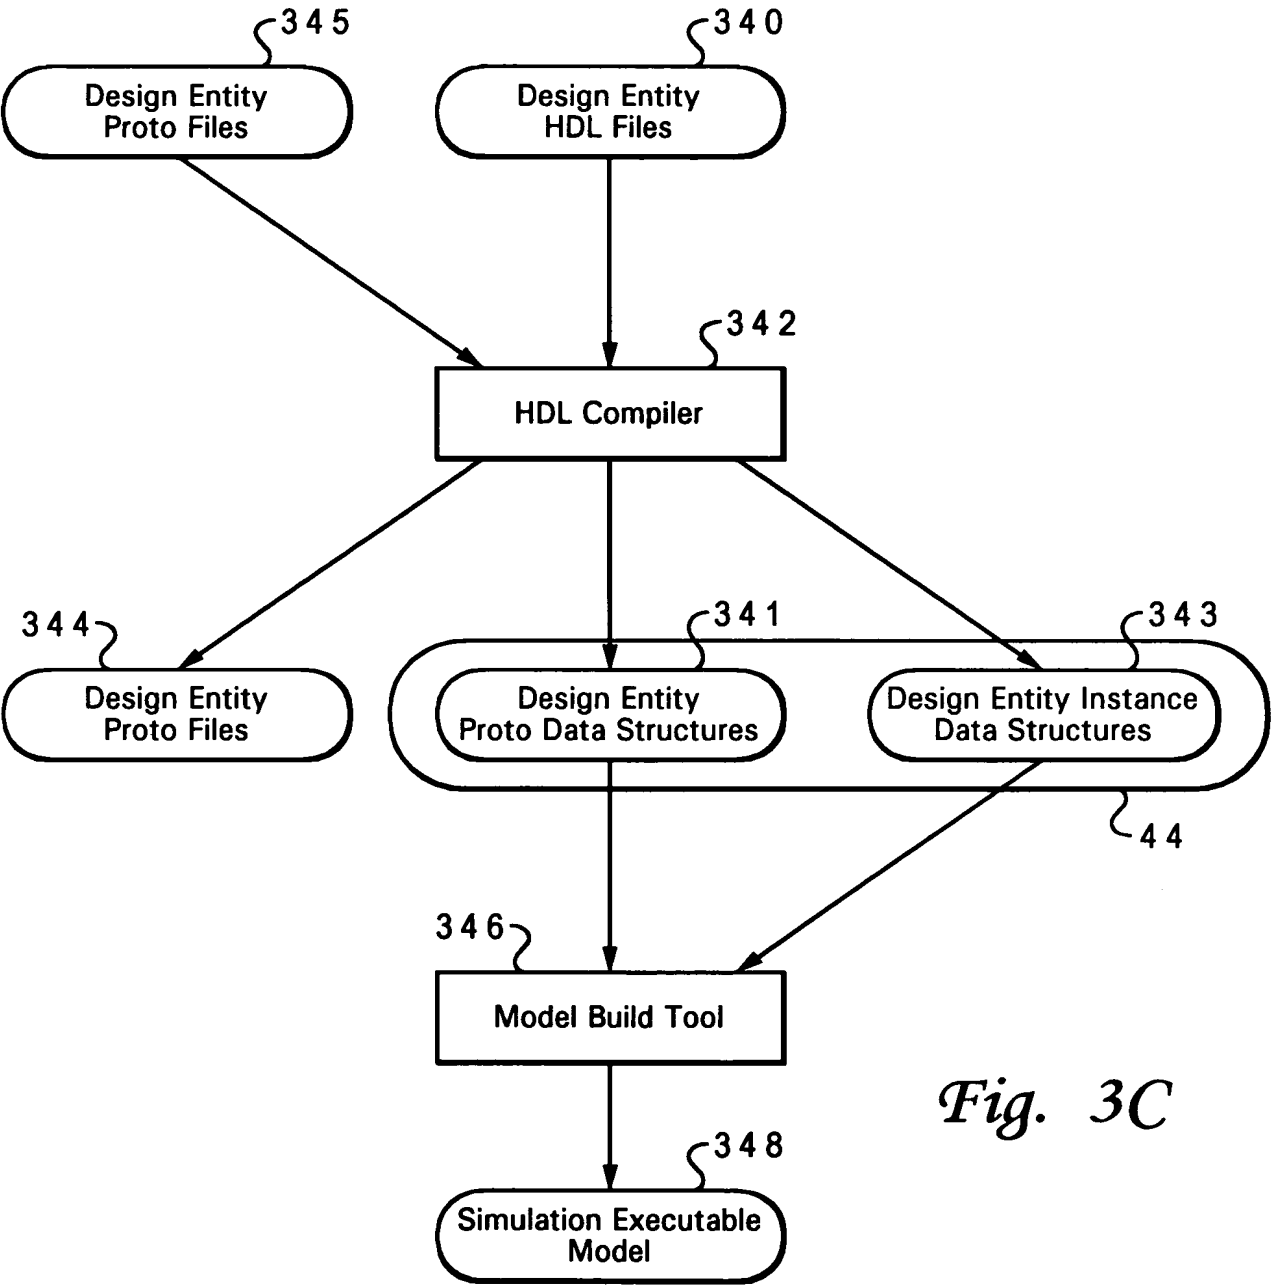 345
340
Design Entity
Proto Files
Design Entity
HDL Files
342
HDL Compiler
344
341
343
Design Entity
Proto Files
Design Entity
Proto Data Structures
Design Entity Instance
Data Structures
44
346
Model Build Tool
Fig. 3C
348
Simulation Executable
Model